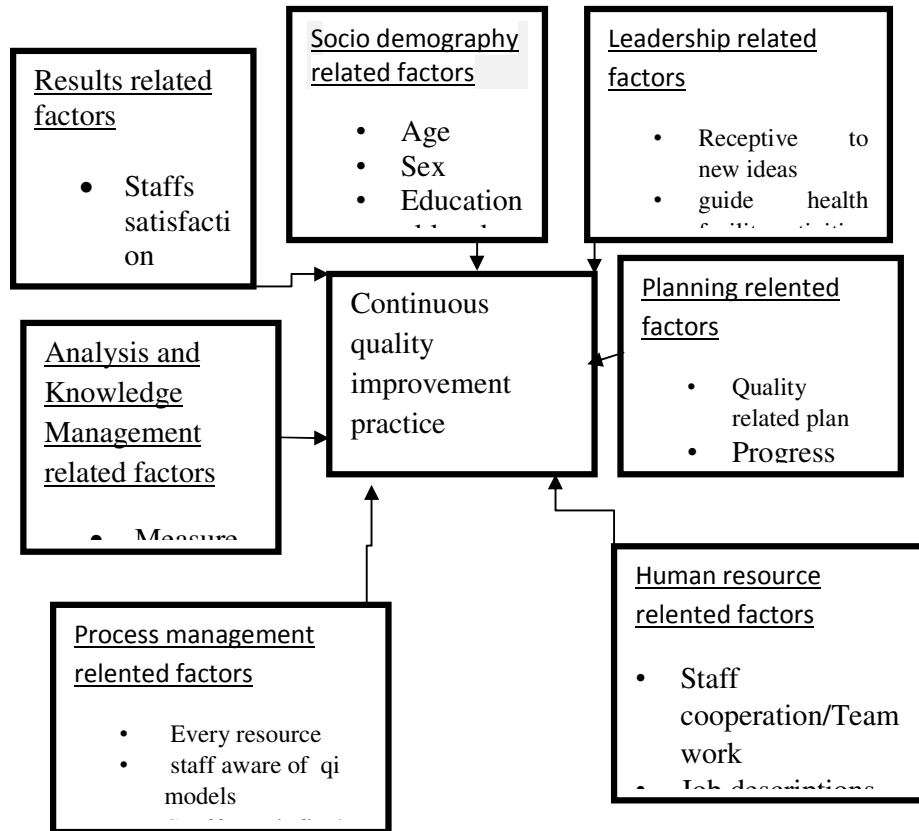 Socio demography
related factors
• Age
• Sex
• Education
Leadership related
factors
• Receptive to
new ideas
• guide health
Results related
factors
• Staffs
satisfacti
on
Continuous
quality
improvement
practice
Planning relented
factors
• Quality
related plan
• Progress
Analysis and
Knowledge
Management
related factors
• Measure
Process management
relented factors
• Every resource
• staff aware of qi
models
Human resource
relented factors
• Staff
cooperation/Team
work
• Job descriptions